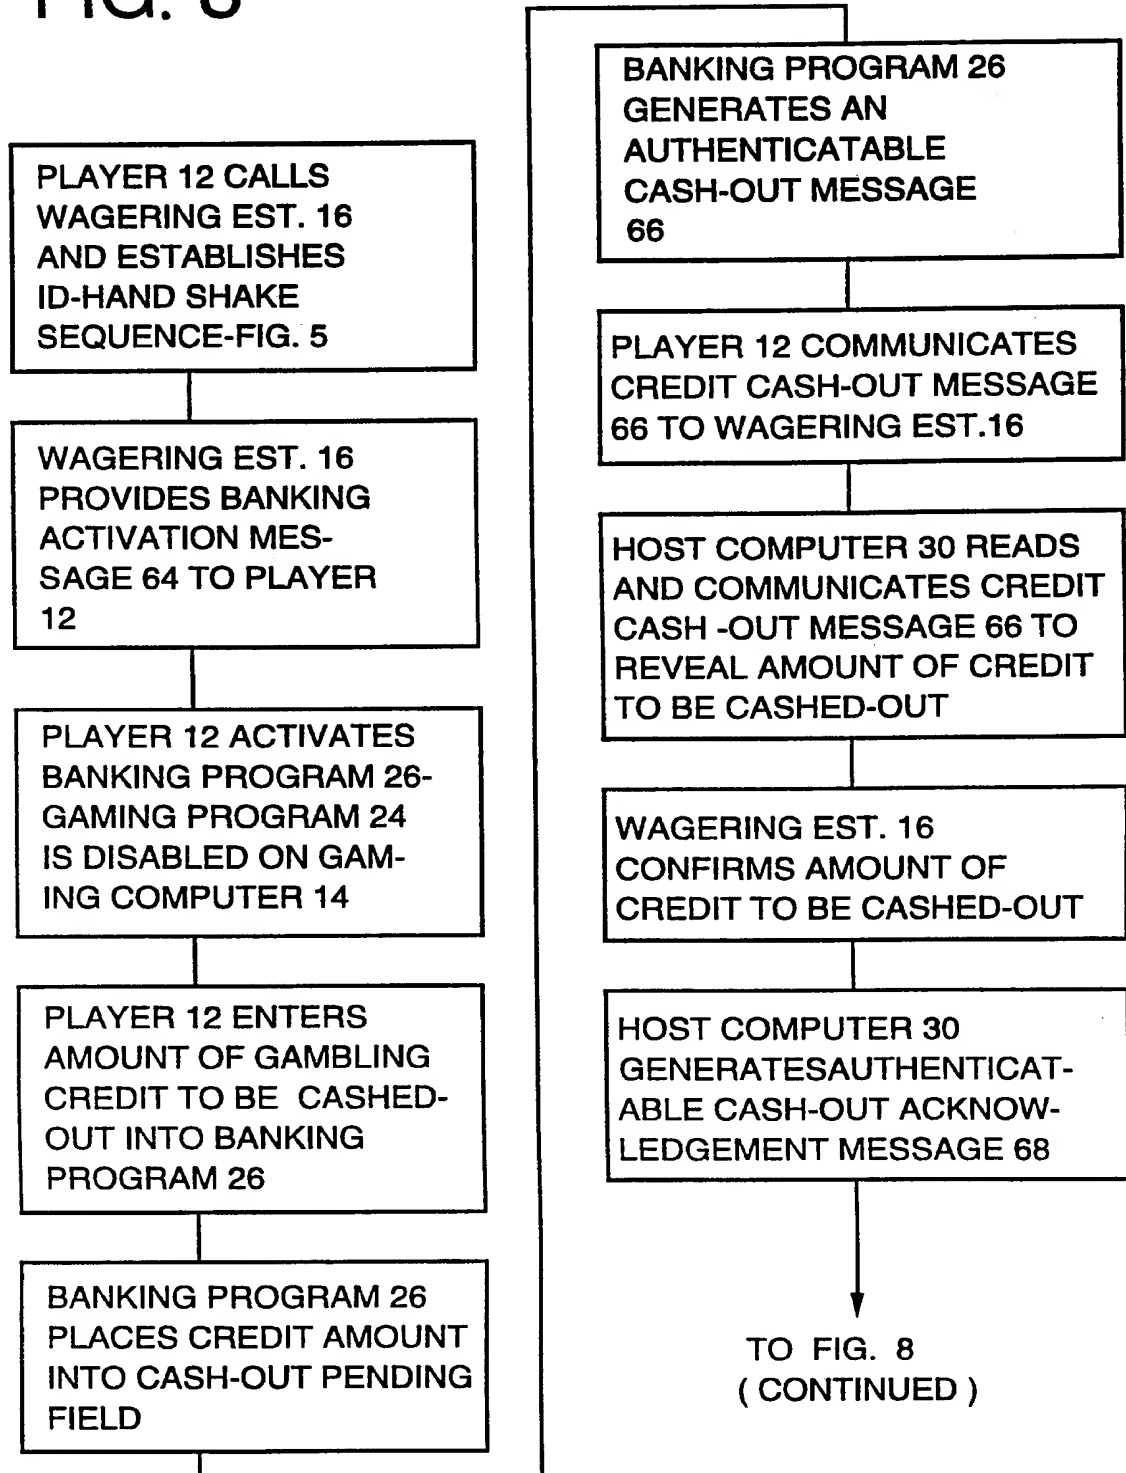 PLAYER 12 CALLS
WAGERING EST. 16
AND ESTABLISHES
ID-HAND SHAKE
SEQUENCE-FIG. 5
WAGERING EST. 16
PROVIDES BANKING
ACTIVATION MES-
SAGE 64 TO PLAYER
12
PLAYER 12 ACTIVATES
BANKING PROGRAM 26-
GAMING PROGRAM 24
IS DISABLED ON GAM-
ING COMPUTER 14
PLAYER 12 ENTERS
AMOUNT OF GAMBLING
CREDIT TO BE CASHED-
OUT INTO BANKING
PROGRAM 26
BANKING PROGRAM 26
PLACES CREDIT AMOUNT
INTO CASH-OUT PENDING
FIELD
BANKING PROGRAM 26
GENERATES AN
AUTHENTICATABLE
CASH-OUT MESSAGE
66
PLAYER 12 COMMUNICATES
CREDIT CASH-OUT MESSAGE
66 TO WAGERING EST.16
HOST COMPUTER 30 READS
AND COMMUNICATES CREDIT
CASH -OUT MESSAGE 66 TO
REVEAL AMOUNT OF CREDIT
TO BE CASHED-OUT
WAGERING EST. 16
CONFIRMS AMOUNT OF
CREDIT TO BE CASHED-OUT
HOST COMPUTER 30
GENERATESAUTHENTICAT-
ABLE CASH-OUT ACKNOW-
LEDGEMENT MESSAGE 68
TO FIG. 8
( CONTINUED )